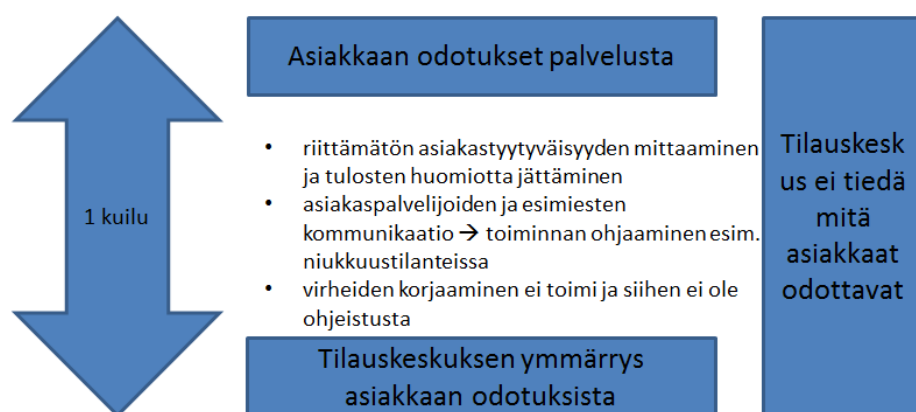 Asiakkaan odotukset palvelusta
• riittämätön asiakastyytyväisyyden mittaaminen
ja tulosten huomiotta jättäminen
• asiakaspalvelijoiden ja esimiesten
kommunikaatio → toiminnan ohjaaminen esim.
niukkuustilanteissa
• virheiden korjaaminen ei toimi ja siihen ei ole
ohjeistusta
Tilauskeskuksen ymmärrys
asiakkaan odotuksista
1 kuilu
Tilauskesk
us ei tiedä
mitä
asiakkaat
odottavat